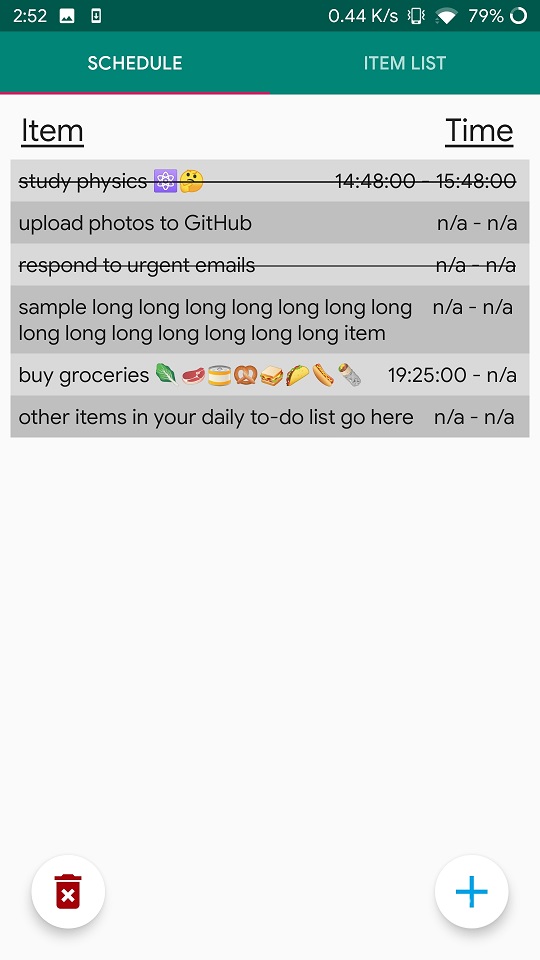 2:52 0.44 K/s 79%
SCHEDULE ITEM LIST
Item Time
study physics ⚛️🤔 14:48:00 - 15:48:00
upload photos to GitHub n/a - n/a
respond to urgent emails n/a - n/a
sample long long long long long long long n/a - n/a
long long long long long long long item
buy groceries 🌿🥩🥫🥨🥪🌮🌭🌯 19:25:00 - n/a
other items in your daily to-do list go here n/a - n/a